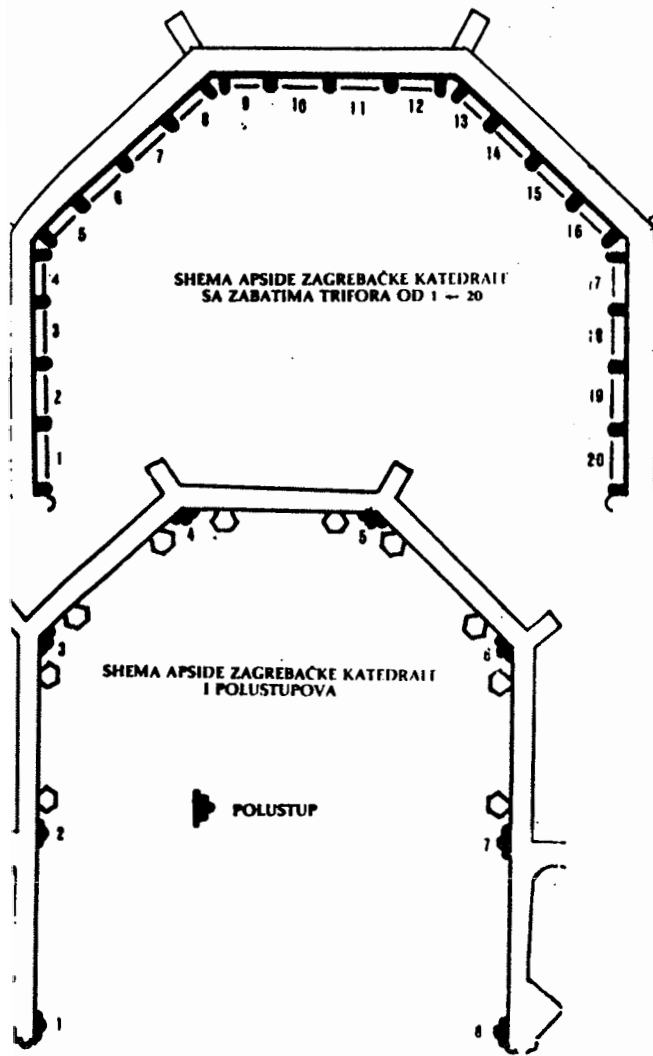 8 9 10 11 12 13
7 14
6 15
5 16
4 17
SHEMA APSIDE ZAGREBAČKE KATEDRALE
SA ZABATIMA TRIFORA OD 1 — 20
3 18
2 19
1 20
4 5
3 6
SHEMA APSIDE ZAGREBAČKE KATEDRALE
I POLUSTUPOVA
POLUSTUP
2 7
1 8